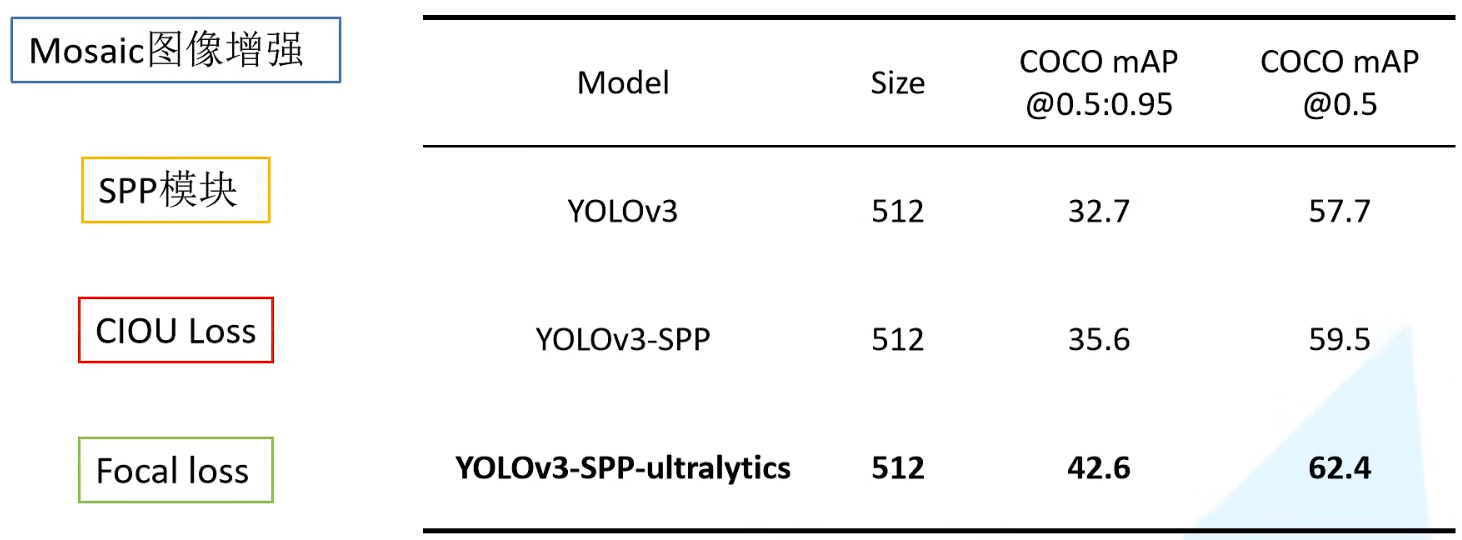 Mosaic图像增强
SPP模块
CIOU Loss
Focal loss
Model Size COCO mAP @0.5:0.95 COCO mAP @0.5
YOLOv3 512 32.7 57.7
YOLOv3-SPP 512 35.6 59.5
YOLOv3-SPP-ultralytics 512 42.6 62.4